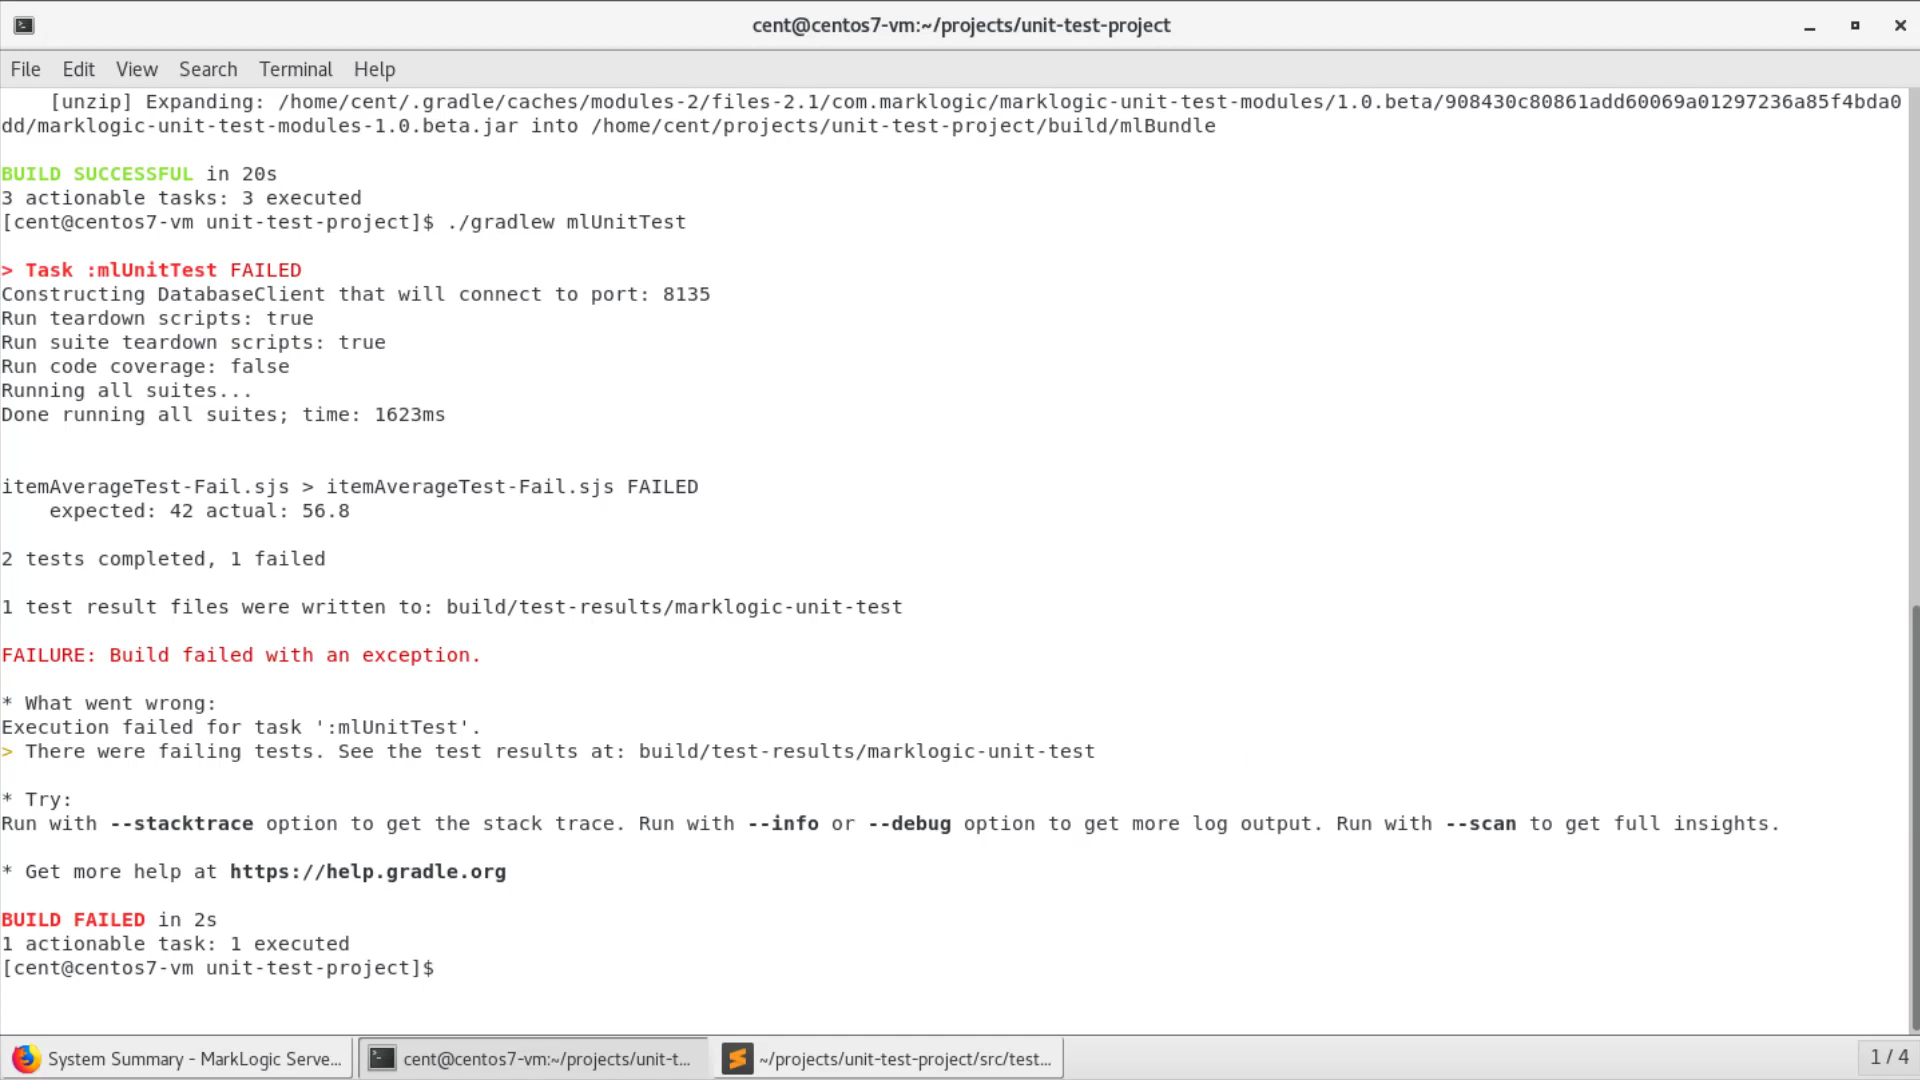 cent@centos7-vm:~/projects/unit-test-project
File Edit View Search Terminal Help
[unzip] Expanding: /home/cent/.gradle/caches/modules-2/files-2.1/com.marklogic/marklogic-unit-test-modules/1.0.beta/908430c80861add60069a01297236a85f4bda0
dd/marklogic-unit-test-modules-1.0.beta.jar into /home/cent/projects/unit-test-project/build/mlBundle
BUILD SUCCESSFUL in 20s
3 actionable tasks: 3 executed
[cent@centos7-vm unit-test-project]$ ./gradlew mlUnitTest
> Task :mlUnitTest FAILED
Constructing DatabaseClient that will connect to port: 8135
Run teardown scripts: true
Run suite teardown scripts: true
Run code coverage: false
Running all suites...
Done running all suites; time: 1623ms
itemAverageTest-Fail.sjs > itemAverageTest-Fail.sjs FAILED
expected: 42 actual: 56.8
2 tests completed, 1 failed
1 test result files were written to: build/test-results/marklogic-unit-test
FAILURE: Build failed with an exception.
* What went wrong:
Execution failed for task ':mlUnitTest'.
> There were failing tests. See the test results at: build/test-results/marklogic-unit-test
* Try:
Run with --stacktrace option to get the stack trace. Run with --info or --debug option to get more log output. Run with --scan to get full insights.
* Get more help at https://help.gradle.org
BUILD FAILED in 2s
1 actionable task: 1 executed
[cent@centos7-vm unit-test-project]$
System Summary - MarkLogic Serve... cent@centos7-vm:~/projects/unit-t... ~/projects/unit-test-project/src/test... 1 / 4